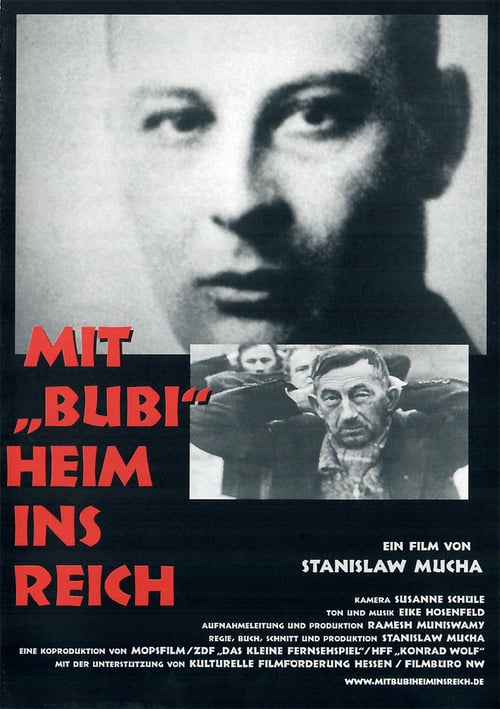 MIT
„BUBI“
HEIM
INS
REICH
EIN FILM VON
STANISLAW MUCHA
KAMERA SUSANNE SCHÜLE
TON UND MUSIK EIKE HOSENFELD
AUFNAHMELEITUNG UND PRODUKTION RAMESH MUNISWAMY
REGIE, BUCH, SCHNITT UND PRODUKTION STANISLAW MUCHA
EINE KOPRODUKTION VON MOPSFILM/ZDF „DAS KLEINE FERNSEHSPIEL“/HFF „KONRAD WOLF“
MIT DER UNTERSTÜTZUNG VON KULTURELLE FILMFÖRDERUNG HESSEN / FILMBÜRO NW
WWW.MITBUBIHEIMINSREICH.DE